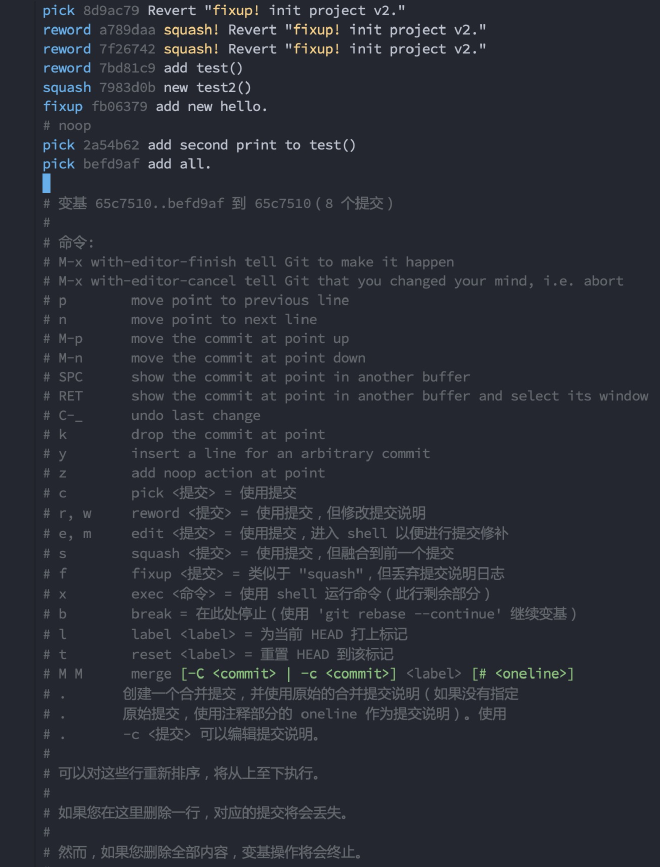 pick 8d9ac79 Revert "fixup! init project v2."
reword a789daa squash! Revert "fixup! init project v2."
reword 7f26742 squash! Revert "fixup! init project v2."
reword 7bd81c9 add test()
squash 7983d0b new test2()
fixup fb06379 add new hello.
# noop
pick 2a54b62 add second print to test()
pick befd9af add all.
# 变基 65c7510..befd9af 到 65c7510（8 个提交）
#
# 命令:
# M-x with-editor-finish tell Git to make it happen
# M-x with-editor-cancel tell Git that you changed your mind, i.e. abort
# p        move point to previous line
# n        move point to next line
# M-p      move the commit at point up
# M-n      move the commit at point down
# SPC      show the commit at point in another buffer
# RET      show the commit at point in another buffer and select its window
# C-_      undo last change
# k        drop the commit at point
# y        insert a line for an arbitrary commit
# z        add noop action at point
# c        pick <提交> = 使用提交
# r, w     reword <提交> = 使用提交，但修改提交说明
# e, m     edit <提交> = 使用提交，进入 shell 以便进行提交修补
# s        squash <提交> = 使用提交，但融合到前一个提交
# f        fixup <提交> = 类似于 "squash"，但丢弃提交说明日志
# x        exec <命令> = 使用 shell 运行命令（此行剩余部分）
# b        break = 在此处停止（使用 'git rebase --continue' 继续变基）
# l        label <label> = 为当前 HEAD 打上标记
# t        reset <label> = 重置 HEAD 到该标记
# M M      merge [-C <commit> | -c <commit>] <label> [# <oneline>]
# .       创建一个合并提交，并使用原始的合并提交说明（如果没有指定
# .       原始提交，使用注释部分的 oneline 作为提交说明）。使用
# .       -c <提交> 可以编辑提交说明。
#
# 可以对这些行重新排序，将从上至下执行。
#
# 如果您在这里删除一行，对应的提交将会丢失。
#
# 然而，如果您删除全部内容，变基操作将会终止。